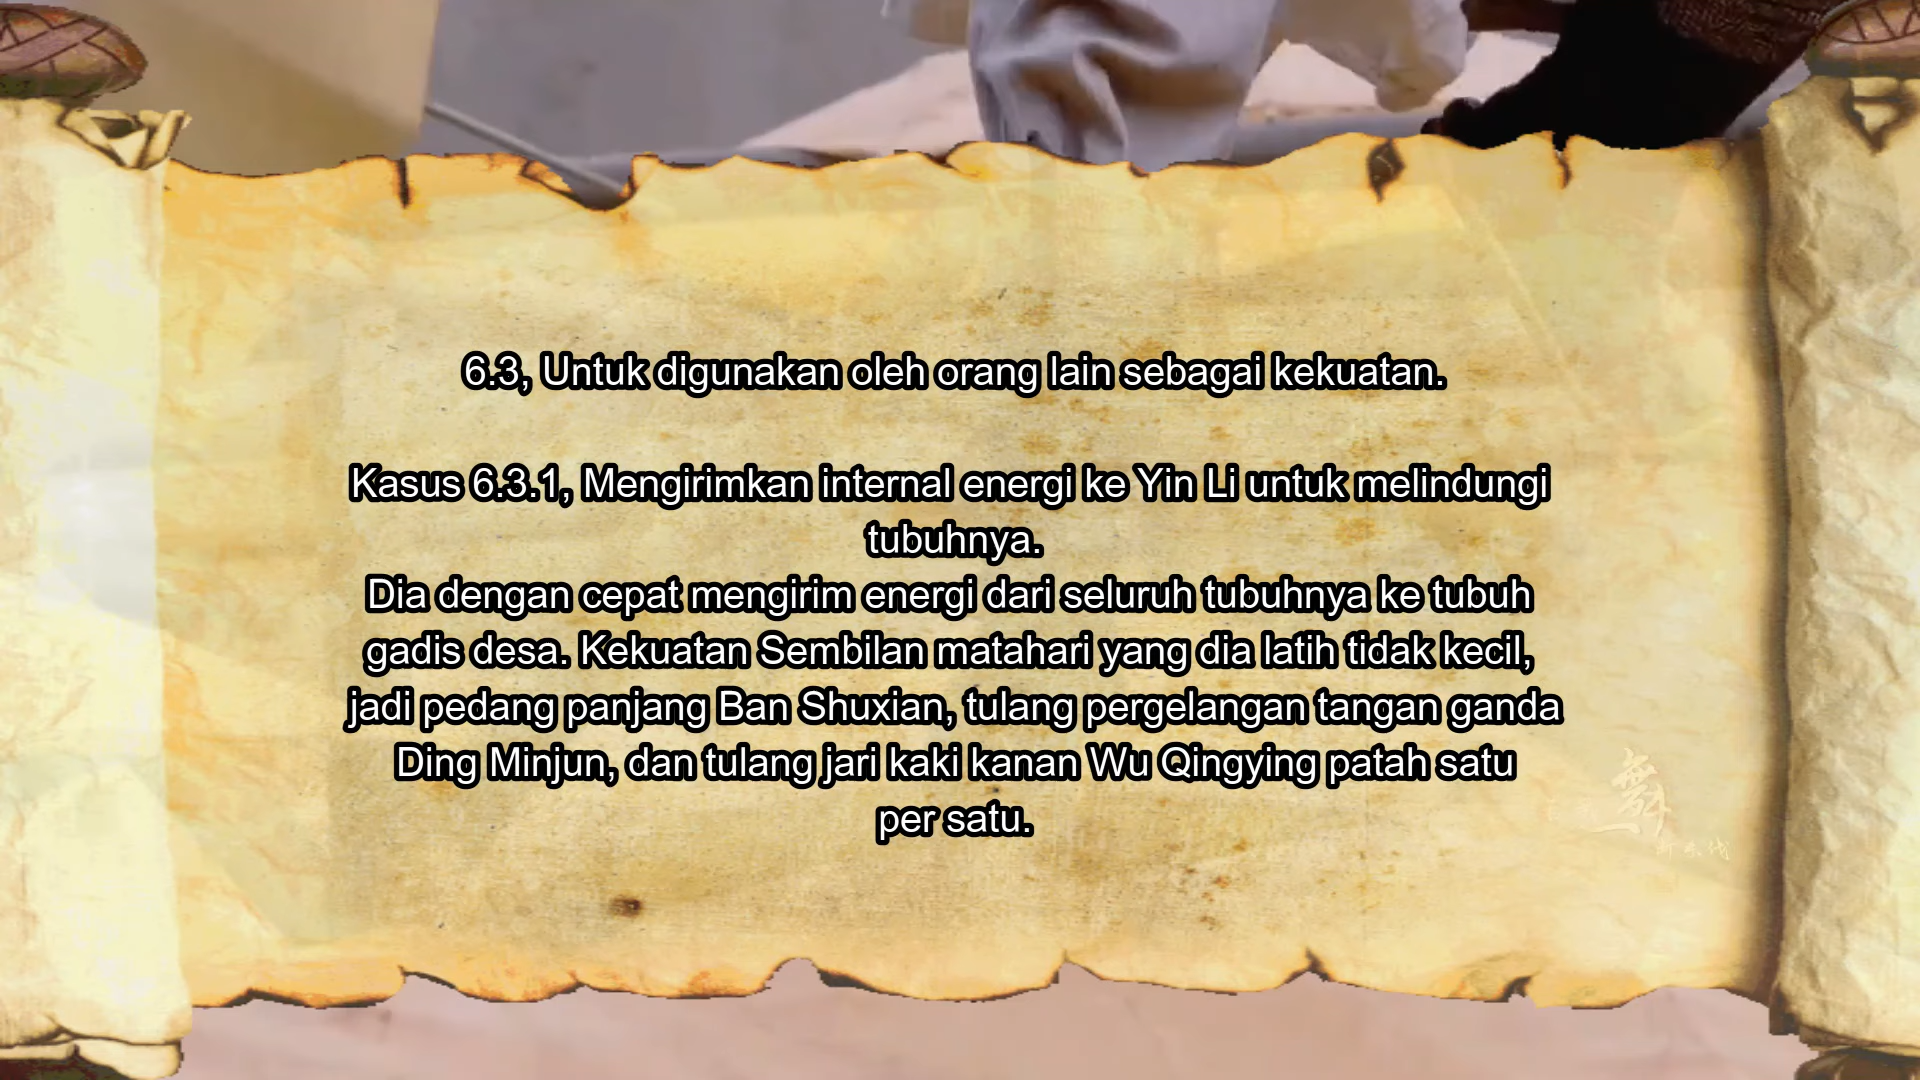 6.3, Untuk digunakan oleh orang lain sebagai kekuatan.
Kasus 6.3.1, Mengirimkan internal energi ke Yin Li untuk melindungi
tubuhnya.
Dia dengan cepat mengirim energi dari seluruh tubuhnya ke tubuh
gadis desa. Kekuatan Sembilan matahari yang dia latih tidak kecil,
jadi pedang panjang Ban Shuxian, tulang pergelangan tangan ganda
Ding Minjun, dan tulang jari kaki kanan Wu Qingying patah satu
per satu.